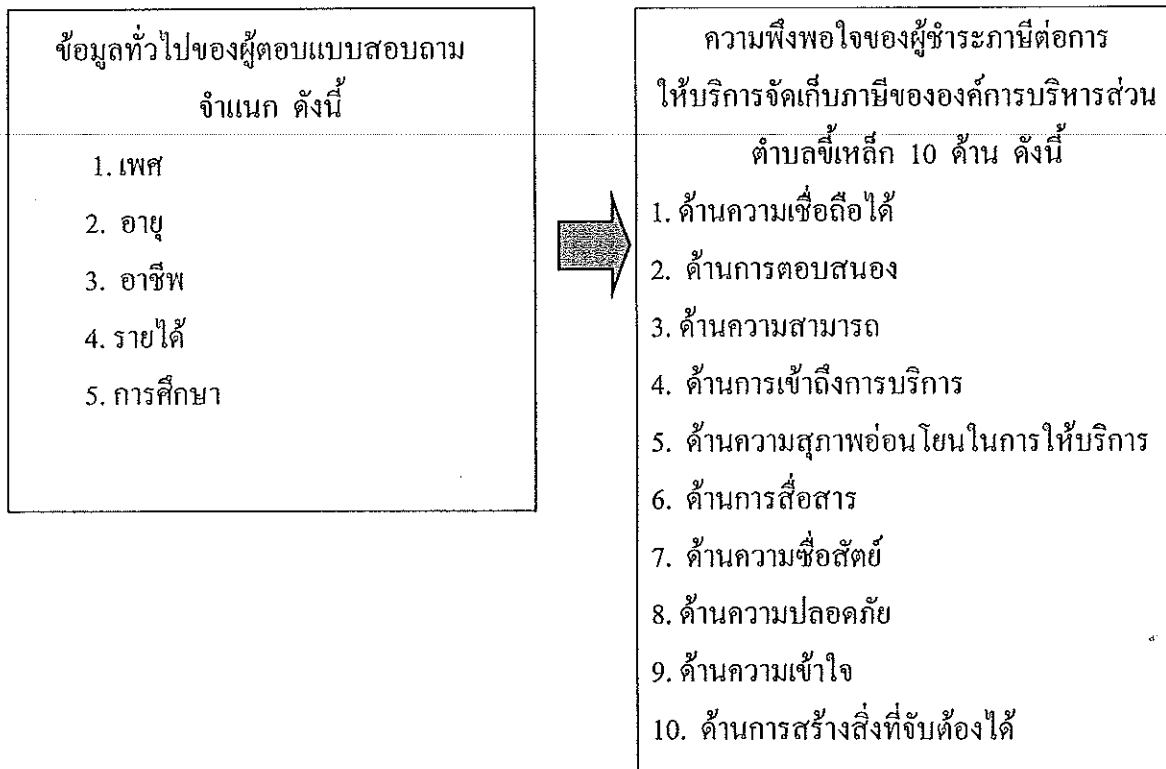 ข้อมูลทั่วไปของผู้ตอบแบบสอบถาม
จำแนก ดังนี้
1. เพศ
2. อายุ
3. อาชีพ
4. รายได้
5. การศึกษา
ความพึงพอใจของผู้ชำระภาษีต่อการ
ให้บริการจัดเก็บภาษีขององค์การบริหารส่วน
ตำบลขี้เหล็ก 10 ด้าน ดังนี้
1. ด้านความเชื่อถือได้
2. ด้านการตอบสนอง
3. ด้านความสามารถ
4. ด้านการเข้าถึงการบริการ
5. ด้านความสุภาพอ่อนโยนในการให้บริการ
6. ด้านการสื่อสาร
7. ด้านความซื่อสัตย์
8. ด้านความปลอดภัย
9. ด้านความเข้าใจ
10. ด้านการสร้างสิ่งที่จับต้องได้